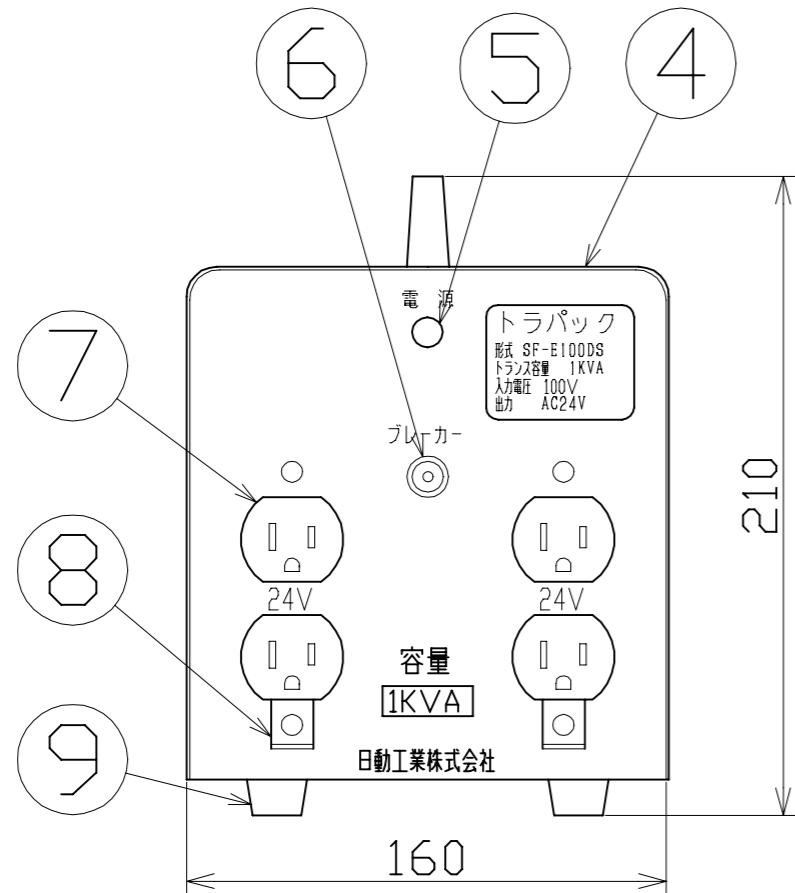 6 5 4
電 源
トラパック
形式 SF-E100DS
トランス容量 1KVA
入力電圧 100V
出力 AC24V
7
ブレーカー
210
8
24V 24V
容量
1KVA
9
日動工業株式会社
160